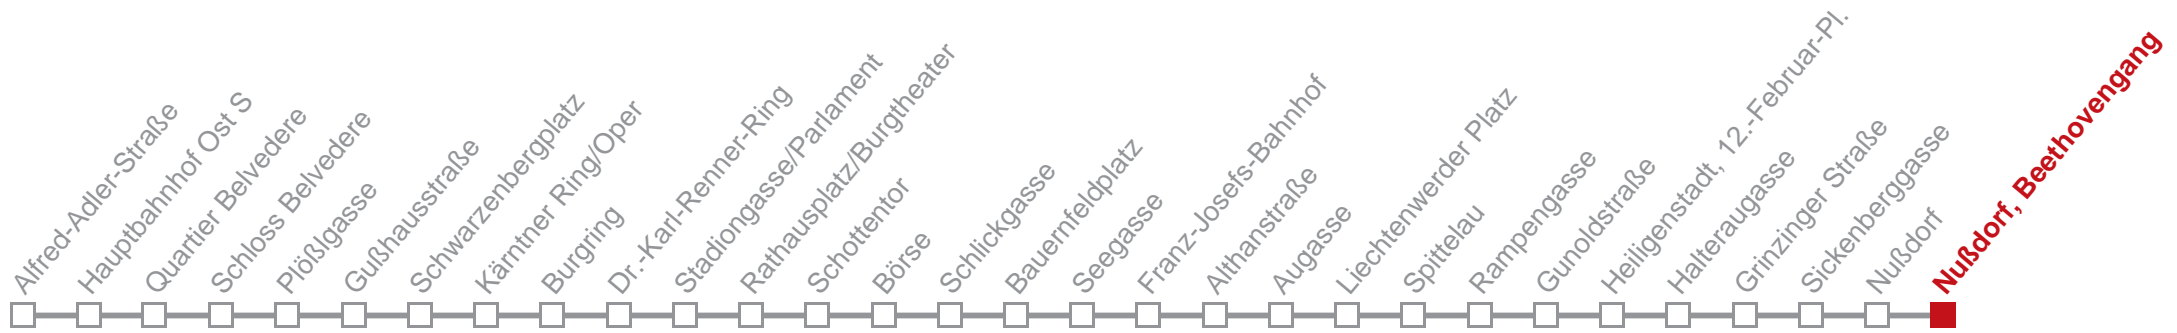 Alfred-Adler-Straße
Hauptbahnhof Ost S
Quartier Belvedere
Schloss Belvedere
Plößlgasse
Gußhausstraße
Schwarzenbergplatz
Kärntner Ring/Oper
Burgring
Dr.-Karl-Renner-Ring
Stadiongasse/Parlament
Rathausplatz/Burgtheater
Schottentor
Börse
Schlickgasse
Bauernfeldplatz
Seegasse
Franz-Josefs-Bahnhof
Althanstraße
Augasse
Liechtenwerder Platz
Spittelau
Rampengasse
Gunoldstraße
Heiligenstadt, 12.-Februar-Pl.
Halteraugasse
Grinzinger Straße
Sickenberggasse
Nußdorf
Nußdorf, Beethovengang